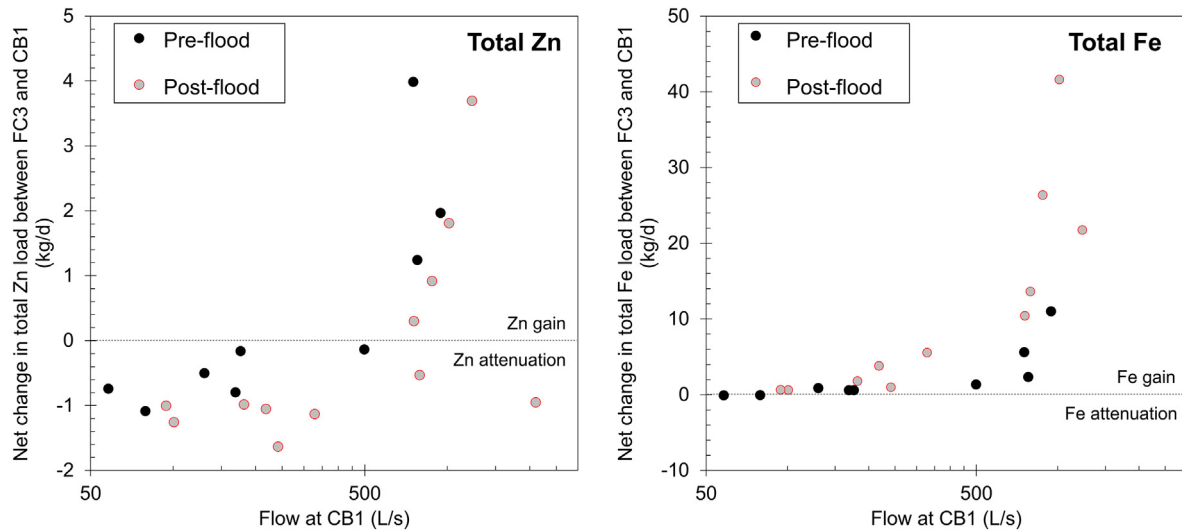 Net change in total Zn load between FC3 and CB1
(kg/d)
5
4
3
2
1
0
-1
-2
Pre-flood
Post-flood
Total Zn
Zn gain
Zn attenuation
50
500
Flow at CB1 (L/s)
Net change in total Fe load between FC3 and CB1
(kg/d)
50
40
30
20
10
0
-10
Pre-flood
Post-flood
Total Fe
Fe gain
Fe attenuation
50
500
Flow at CB1 (L/s)